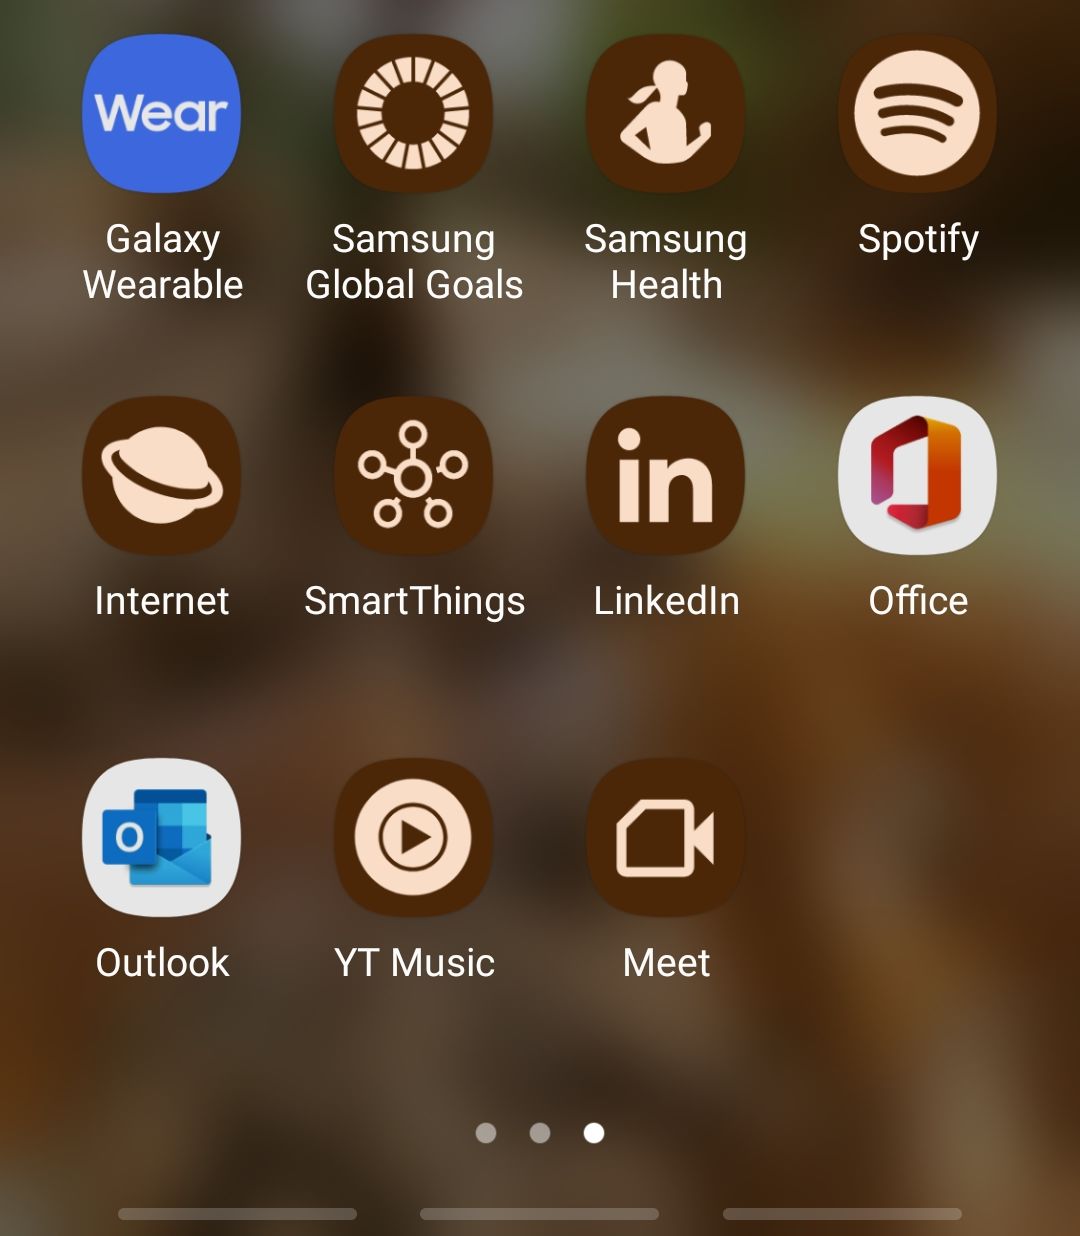 Wear
Galaxy
Wearable
Samsung
Global Goals
Samsung
Health
Spotify
in
Internet
SmartThings
LinkedIn
Office
O
Outlook
YT Music
Meet